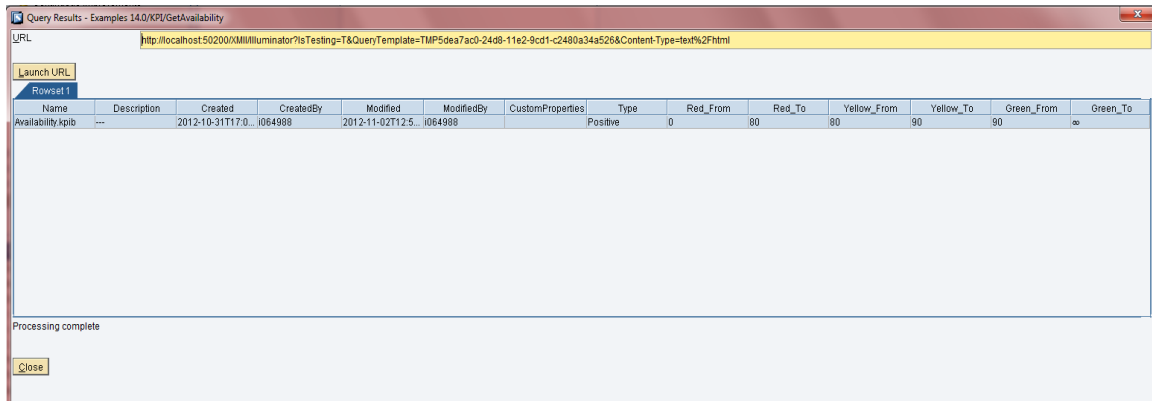 Query Results - Examples 14.0/KPI/GetAvailability
URL http://localhost:50200/XMII/Illuminator?IsTesting=T&QueryTemplate=TMP5dea7ac0-24d8-11e2-9cd1-c2480a34a526&Content-Type=text%2Fhtml
Launch URL
Rowset 1
Name Description Created CreatedBy Modified ModifiedBy CustomProperties Type Red_From Red_To Yellow_From Yellow_To Green_From Green_To
Availability.kpib --- 2012-10-31T17:0... i064988 2012-11-02T12:5... i064988 Positive 0 80 80 90 90 ∞
Processing complete
Close